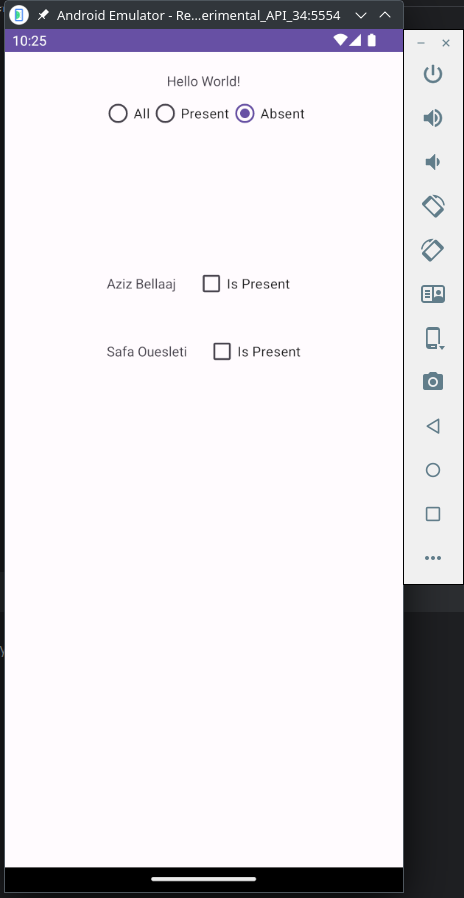 Android Emulator - Re...erimental_API_34:5554
10:25
Hello World!
All Present Absent
Aziz Bellaaj Is Present
Safa Ouesleti Is Present